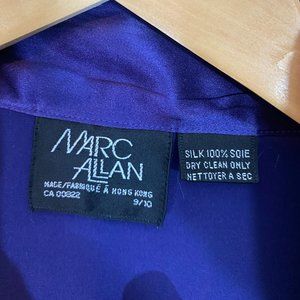 MARC
ALLAN
MADE/FABRIQUÉ À HONG KONG
CA 00822
9/10
SILK 100% SOIE
DRY CLEAN ONLY
NETTOYER A SEC